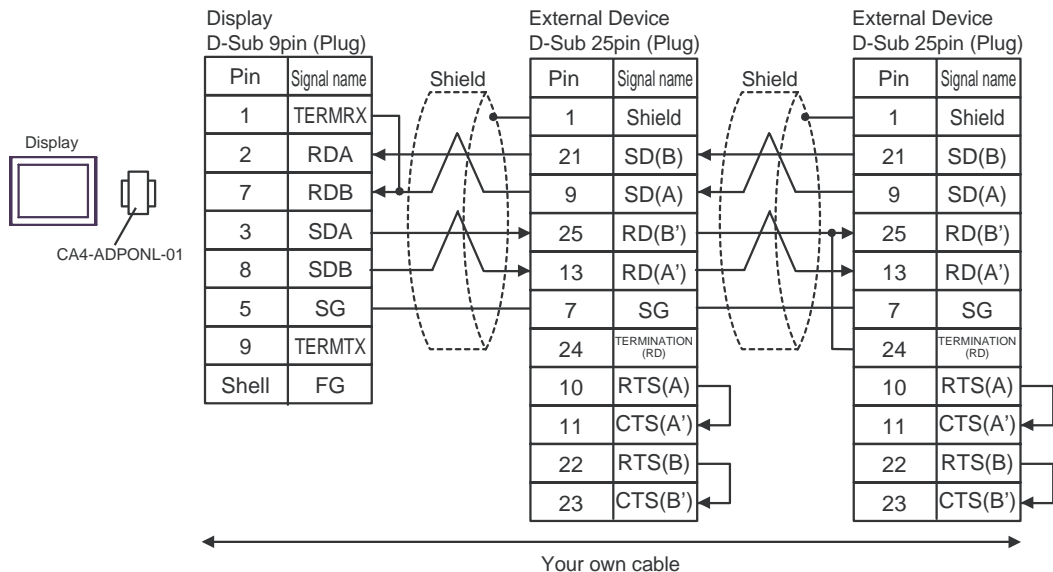 Display
CA4-ADPONL-01
Display
D-Sub 9pin (Plug)
Pin Signal name
1 TERMRX
2 RDA
7 RDB
3 SDA
8 SDB
5 SG
9 TERMTX
Shell FG
Shield
External Device
D-Sub 25pin (Plug)
Pin Signal name
1 Shield
21 SD(B)
9 SD(A)
25 RD(B')
13 RD(A')
7 SG
24 TERMINATION
(RD)
10 RTS(A)
11 CTS(A')
22 RTS(B)
23 CTS(B')
Shield
External Device
D-Sub 25pin (Plug)
Pin Signal name
1 Shield
21 SD(B)
9 SD(A)
25 RD(B')
13 RD(A')
7 SG
24 TERMINATION
(RD)
10 RTS(A)
11 CTS(A')
22 RTS(B)
23 CTS(B')
Your own cable